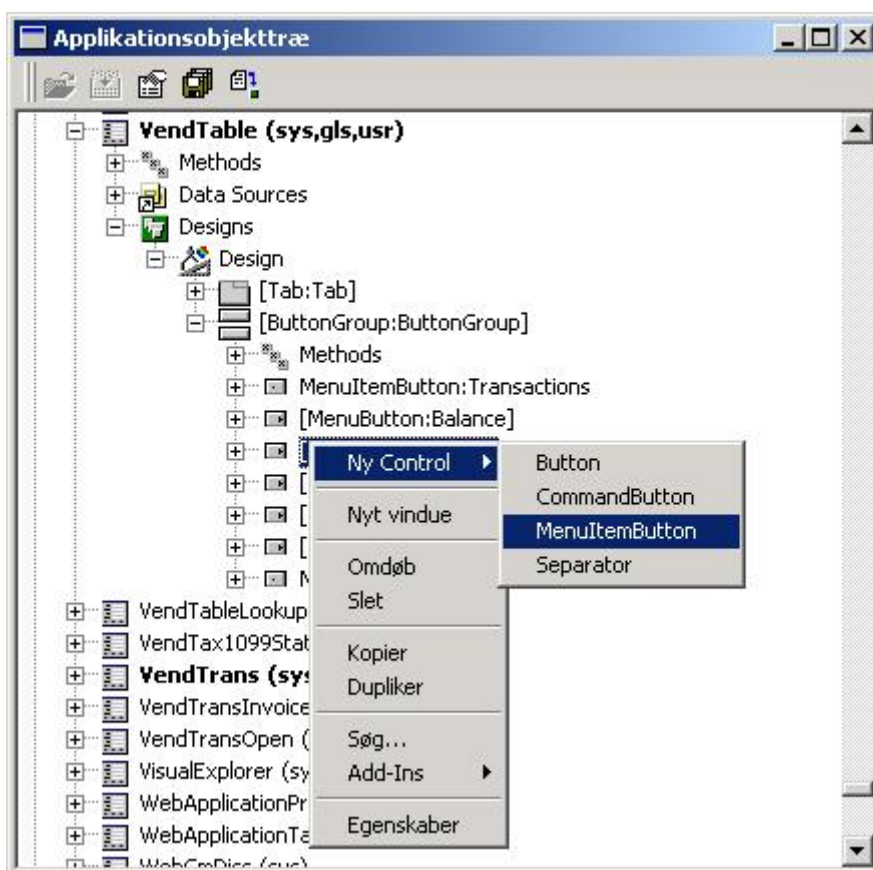 Applikationsobjekttræ
VendTable (sys,gls,usr)
Methods
Data Sources
Designs
Design
[Tab:Tab]
[ButtonGroup:ButtonGroup]
Methods
MenuItemButton:Transactions
[MenuButton:Balance]
[
[
[
[
VendTableLookup
VendTax1099Stat
VendTrans (sys
VendTransInvoice
VendTransOpen (
VisualExplorer (sy
WebApplicationPr
WebApplicationTa
Ny Control
Nyt vindue
Omdøb
Slet
Kopier
Dupliker
Søg...
Add-Ins
Egenskaber
Button
CommandButton
MenuItemButton
Separator